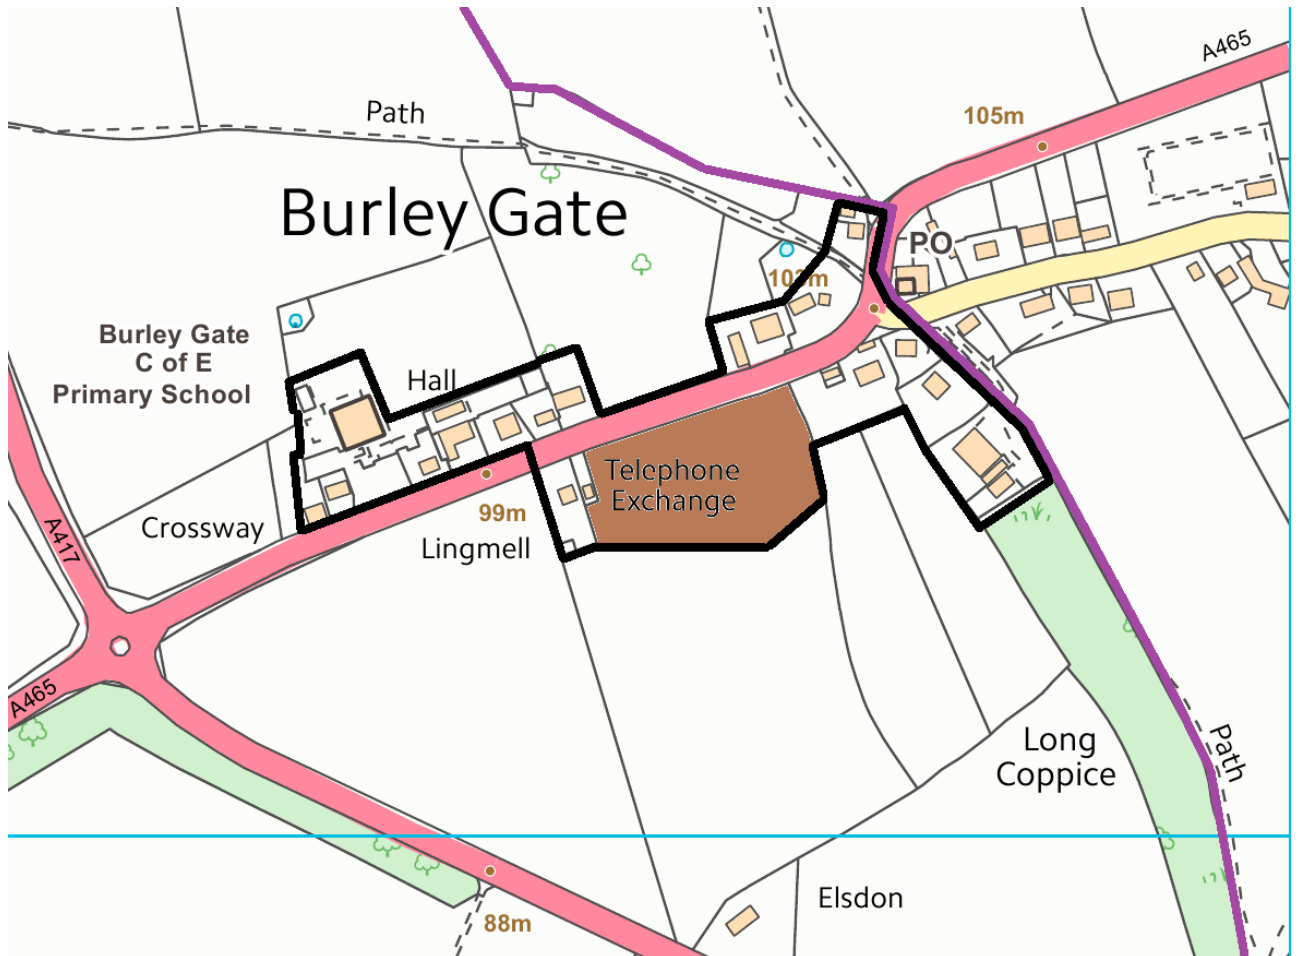 A465
105m
Path
Burley Gate
PO
Burley Gate
C of E
Primary School
Hall
Telephone
Exchange
99m
Crossway
Lingmell
A417
A465
Long
Coppice
Path
Elsdon
88m